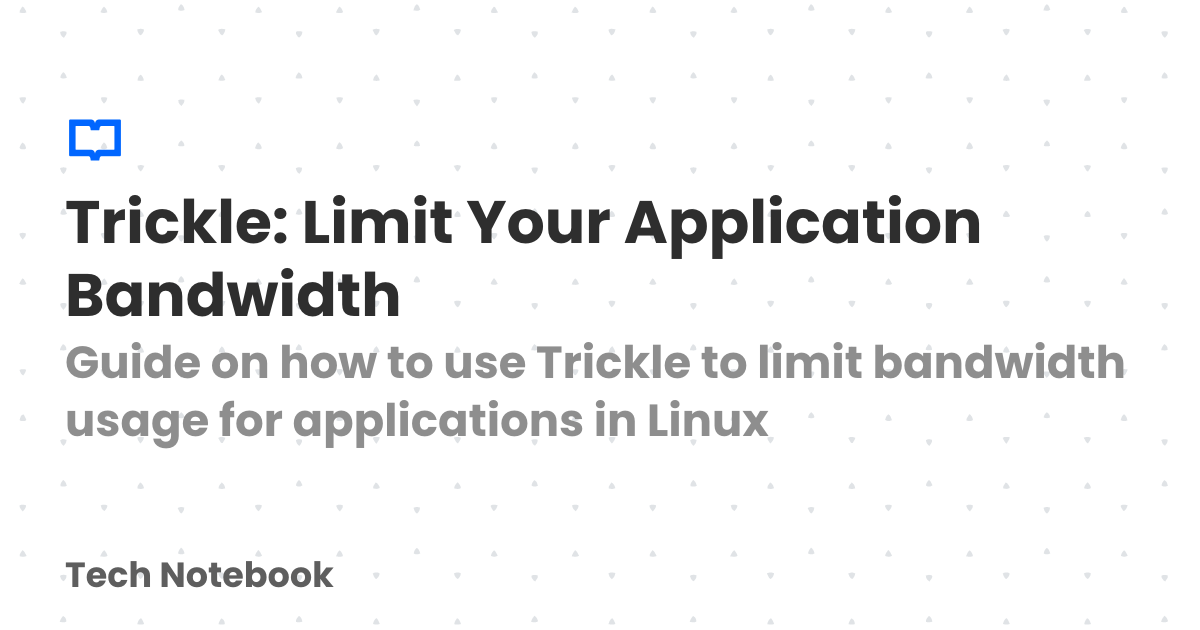 Trickle: Limit Your Application
Bandwidth
Guide on how to use Trickle to limit bandwidth
usage for applications in Linux
Tech Notebook